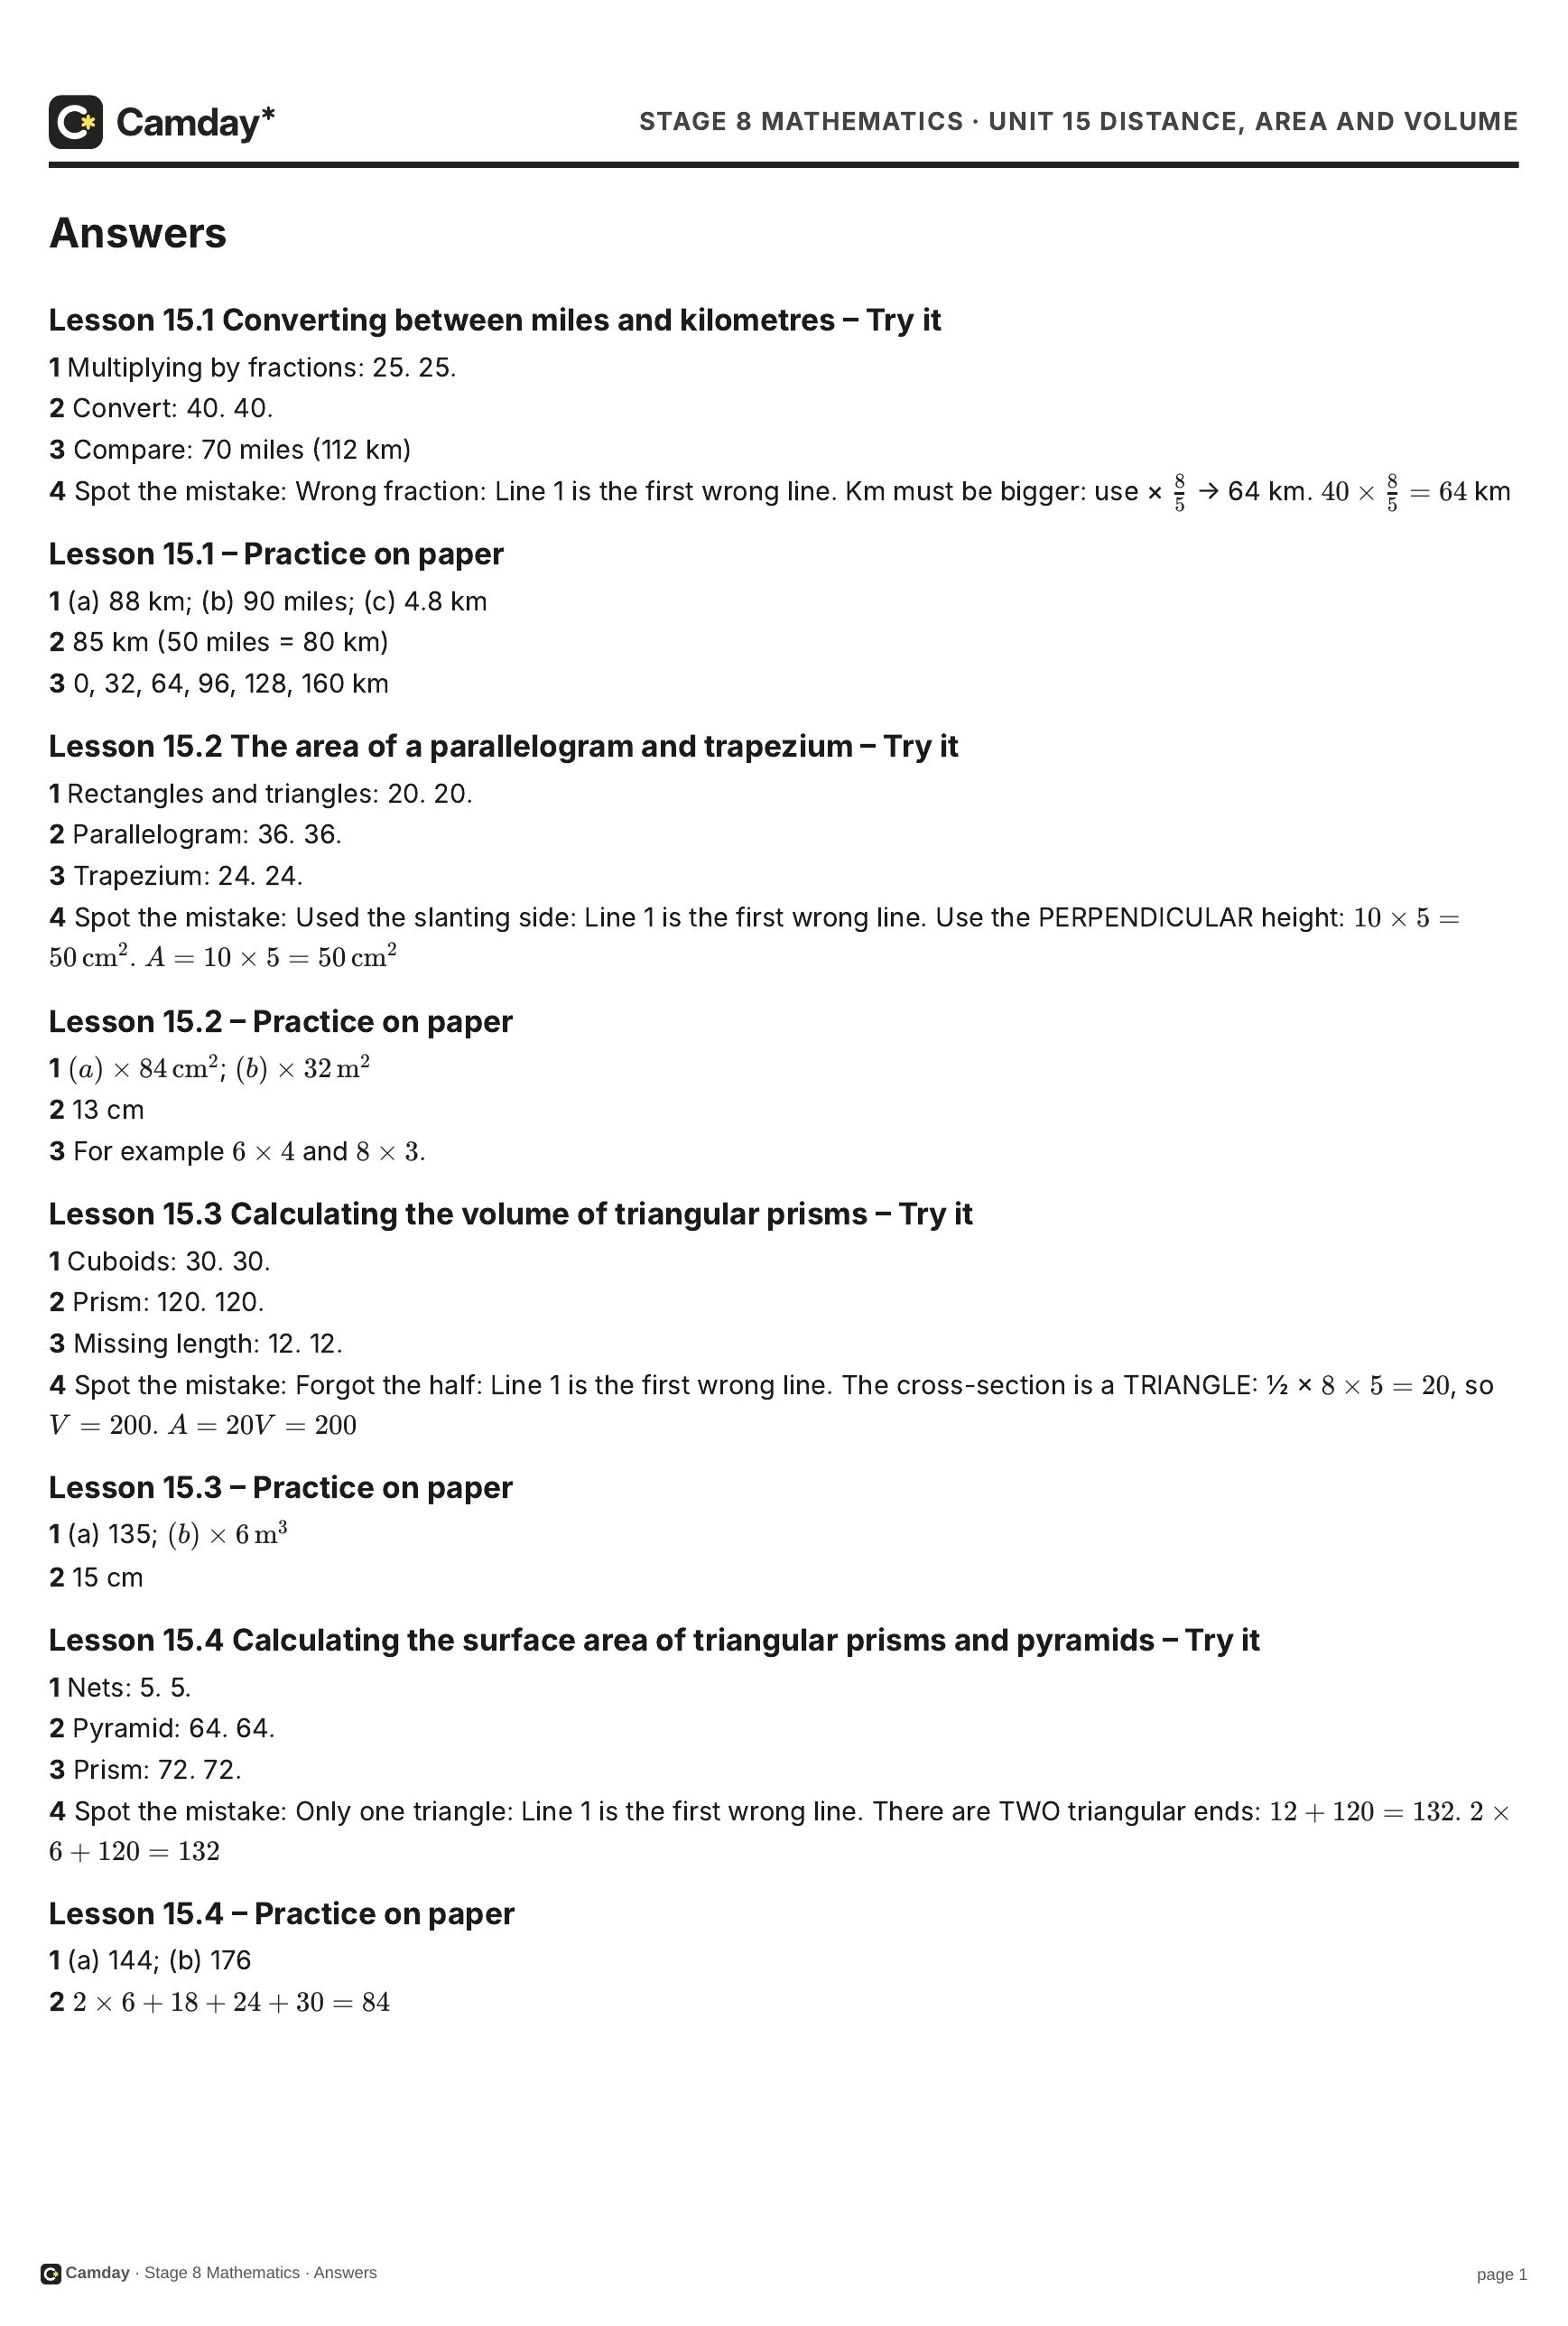 Camday*
STAGE 8 MATHEMATICS · UNIT 15 DISTANCE, AREA AND VOLUME
Answers
Lesson 15.1 Converting between miles and kilometres – Try it
1 Multiplying by fractions: 25. 25.
2 Convert: 40. 40.
3 Compare: 70 miles (112 km)
4 Spot the mistake: Wrong fraction: Line 1 is the first wrong line. Km must be bigger: use × 8/5 → 64 km. 40 × 8/5 = 64 km
Lesson 15.1 – Practice on paper
1 (a) 88 km; (b) 90 miles; (c) 4.8 km
2 85 km (50 miles = 80 km)
3 0, 32, 64, 96, 128, 160 km
Lesson 15.2 The area of a parallelogram and trapezium – Try it
1 Rectangles and triangles: 20. 20.
2 Parallelogram: 36. 36.
3 Trapezium: 24. 24.
4 Spot the mistake: Used the slanting side: Line 1 is the first wrong line. Use the PERPENDICULAR height: 10 × 5 =
50 cm². A = 10 × 5 = 50 cm²
Lesson 15.2 – Practice on paper
1 (a) × 84 cm²; (b) × 32 m²
2 13 cm
3 For example 6 × 4 and 8 × 3.
Lesson 15.3 Calculating the volume of triangular prisms – Try it
1 Cuboids: 30. 30.
2 Prism: 120. 120.
3 Missing length: 12. 12.
4 Spot the mistake: Forgot the half: Line 1 is the first wrong line. The cross-section is a TRIANGLE: ½ × 8 × 5 = 20, so
V = 200. A = 20V = 200
Lesson 15.3 – Practice on paper
1 (a) 135; (b) × 6 m³
2 15 cm
Lesson 15.4 Calculating the surface area of triangular prisms and pyramids – Try it
1 Nets: 5. 5.
2 Pyramid: 64. 64.
3 Prism: 72. 72.
4 Spot the mistake: Only one triangle: Line 1 is the first wrong line. There are TWO triangular ends: 12 + 120 = 132. 2 ×
6 + 120 = 132
Lesson 15.4 – Practice on paper
1 (a) 144; (b) 176
2 2 × 6 + 18 + 24 + 30 = 84
Camday · Stage 8 Mathematics · Answers
page 1